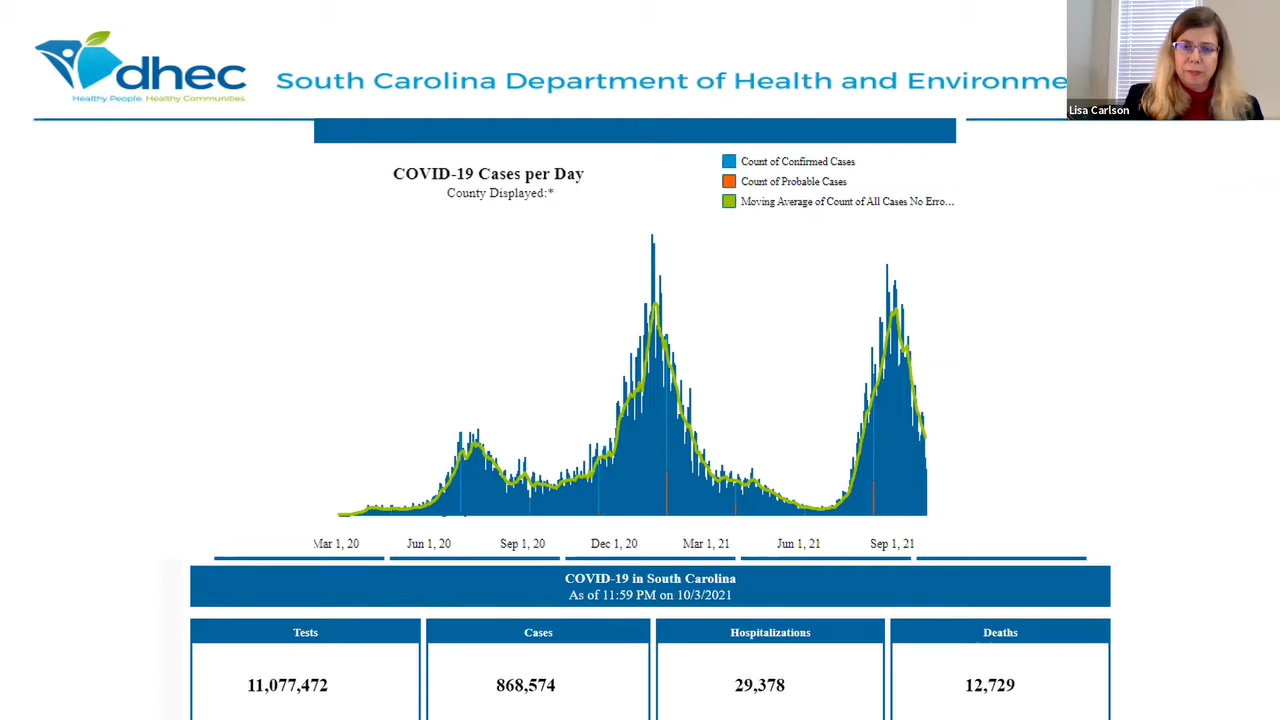 dhec
Healthy People. Healthy Communities.
South Carolina Department of Health and Environme
Lisa Carlson
COVID-19 Cases per Day
County Displayed:*
Count of Confirmed Cases
Count of Probable Cases
Moving Average of Count of All Cases No Erro...
Mar 1, 20 Jun 1, 20 Sep 1, 20 Dec 1, 20 Mar 1, 21 Jun 1, 21 Sep 1, 21
COVID-19 in South Carolina
As of 11:59 PM on 10/3/2021
Tests Cases Hospitalizations Deaths
11,077,472 868,574 29,378 12,729